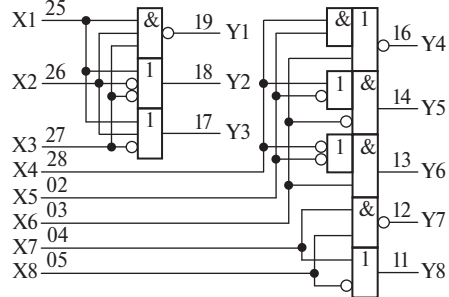 X1 25
& 19 Y1
X2 26
1 18 Y2
1 17 Y3
X3 27
X4 28
X5 02
X6 03
X7 04
X8 05
& 1 16 Y4
1 & 14 Y5
1 & 13 Y6
& 12 Y7
1 11 Y8